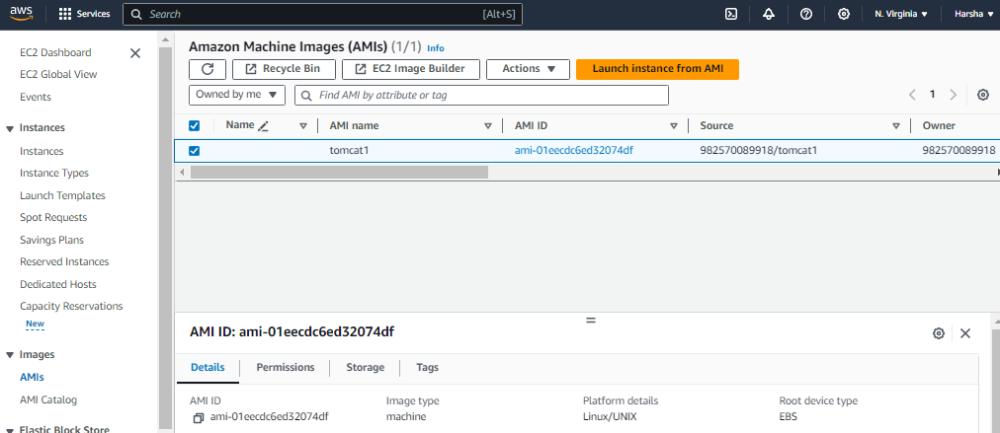 aws Services Search [Alt+S] N. Virginia Harsha
EC2 Dashboard
EC2 Global View
Events
Instances
Instances
Instance Types
Launch Templates
Spot Requests
Savings Plans
Reserved Instances
Dedicated Hosts
Capacity Reservations
New
Images
AMIs
AMI Catalog
Elastic Block Store
Amazon Machine Images (AMIs) (1/1) Info
Recycle Bin EC2 Image Builder Actions Launch instance from AMI
Owned by me Find AMI by attribute or tag 1
Name AMI name AMI ID Source Owner
tomcat1 ami-01eecdc6ed32074df 982570089918/tomcat1 982570089918
AMI ID: ami-01eecdc6ed32074df
Details Permissions Storage Tags
AMI ID Image type Platform details Root device type
ami-01eecdc6ed32074df machine Linux/UNIX EBS